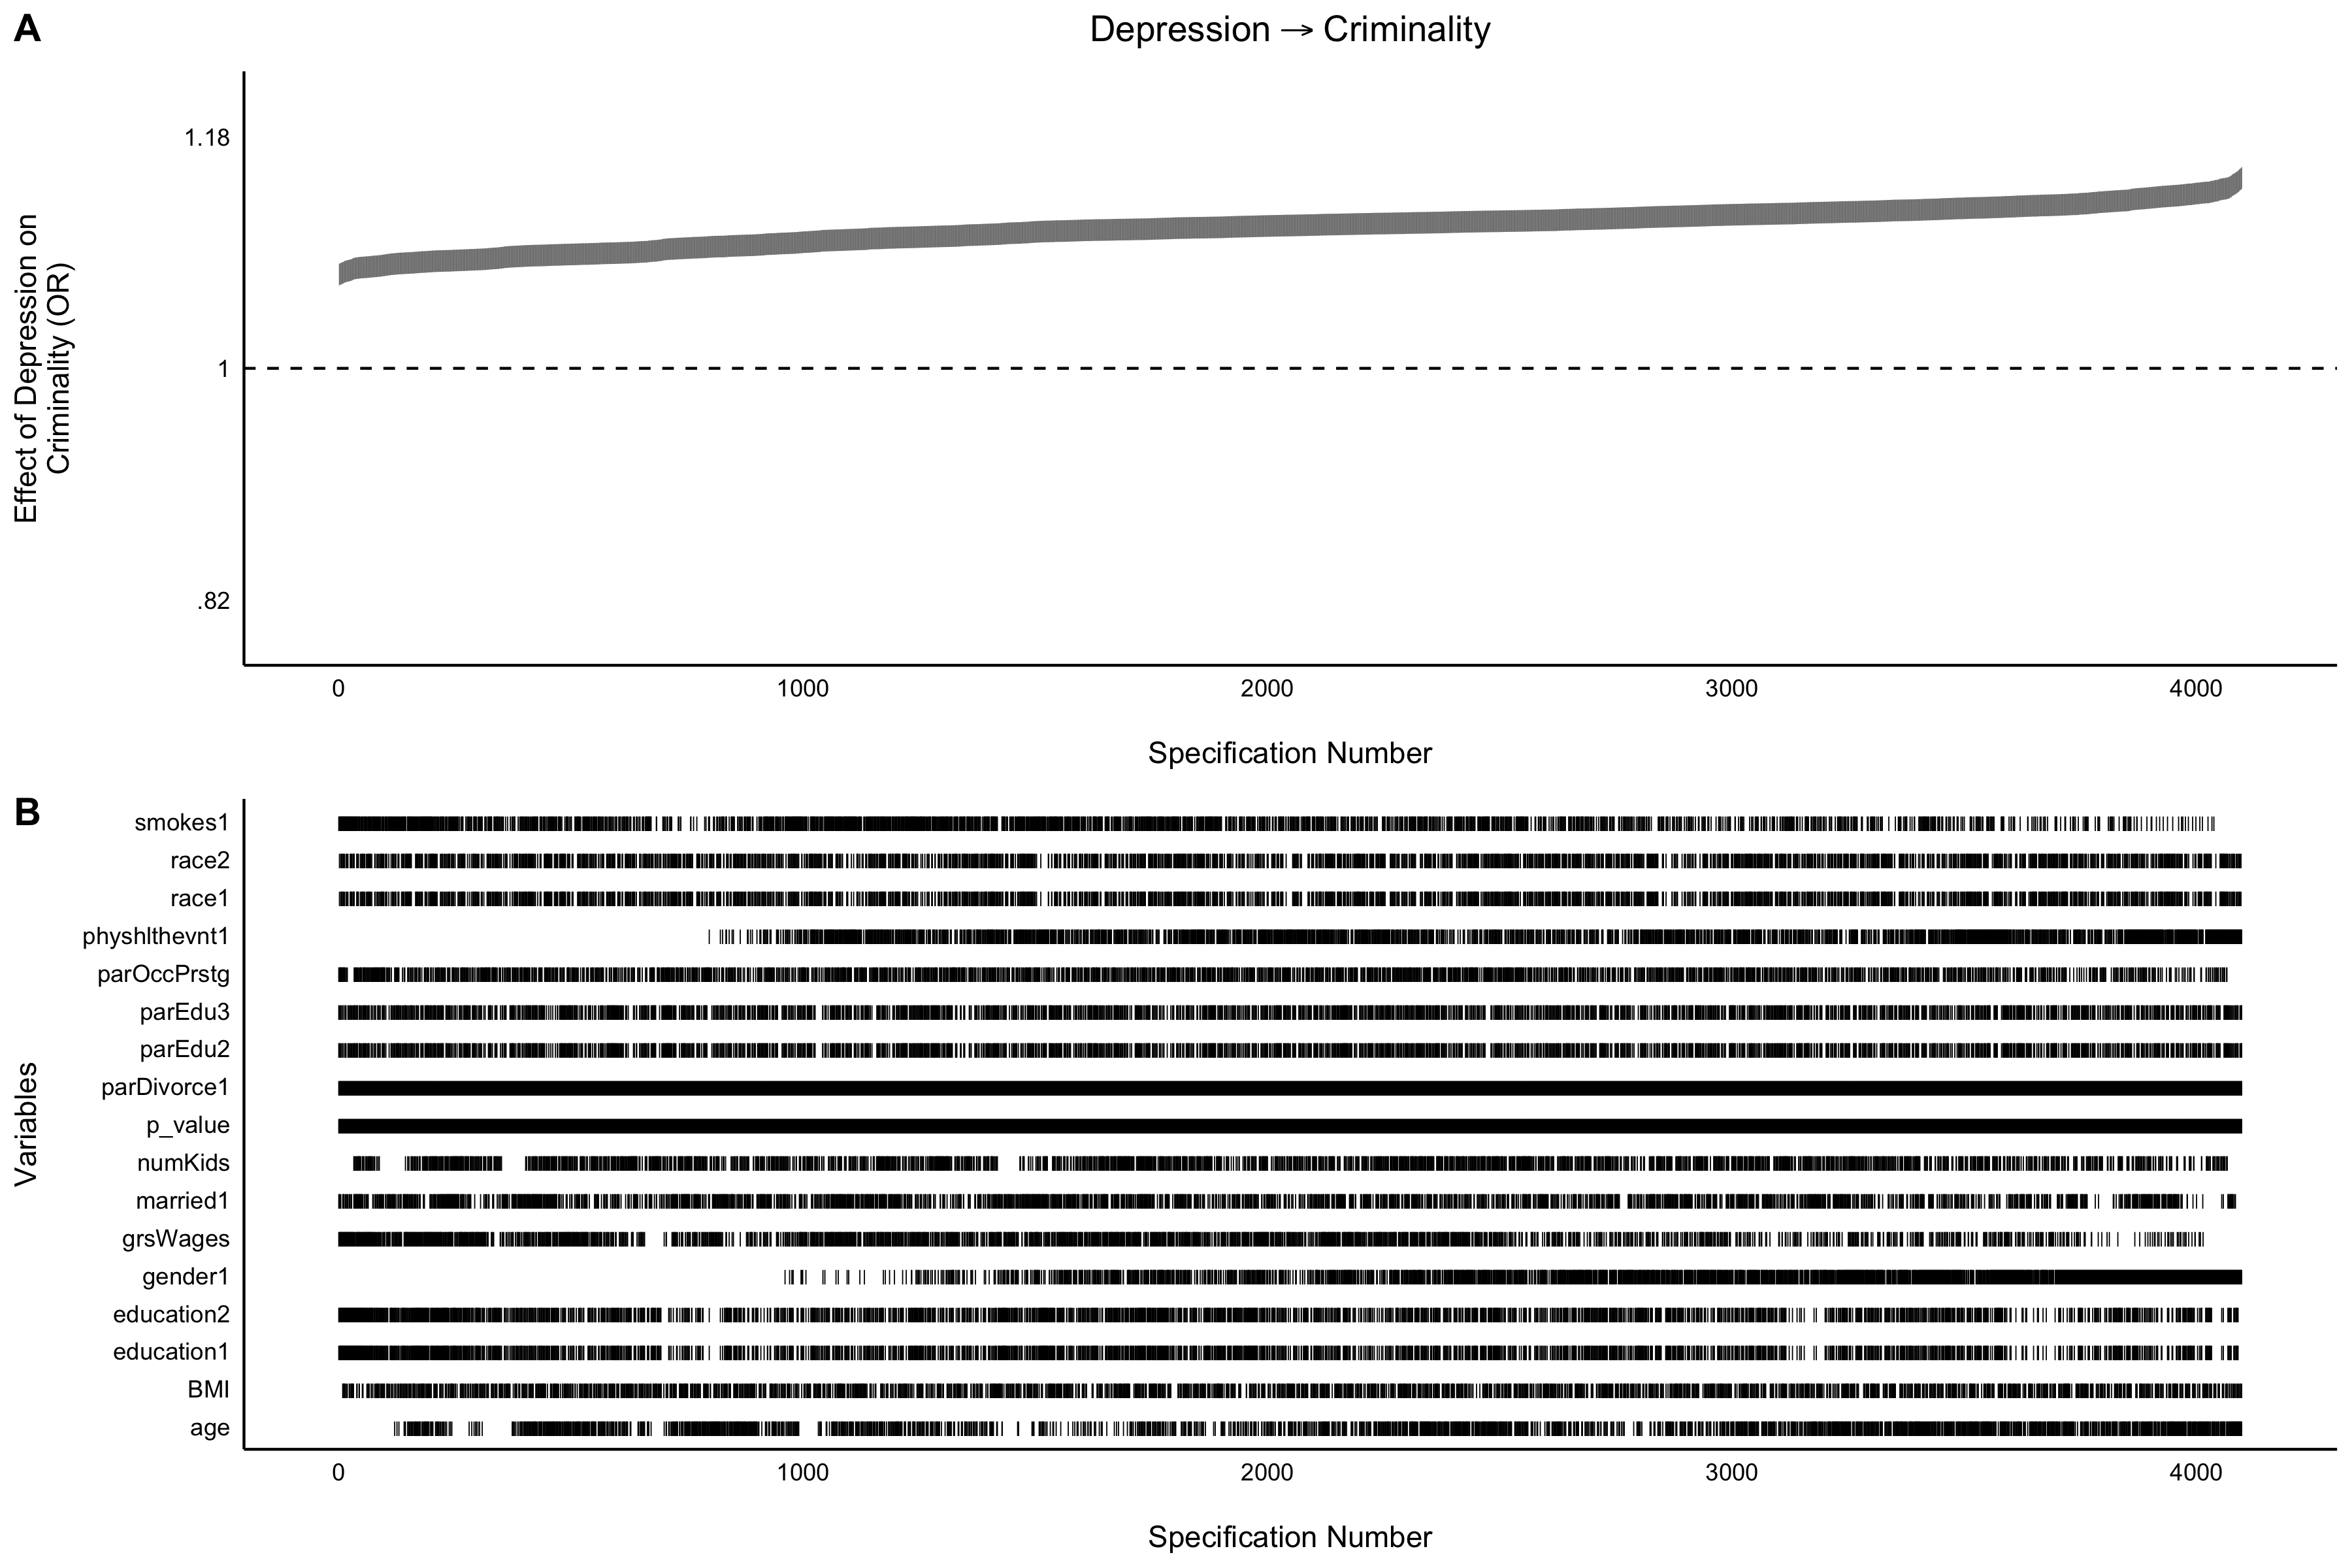 A
Depression → Criminality
Effect of Depression on
Criminality (OR)
1.18
1
.82
0 1000 2000 3000 4000
Specification Number
B
Variables
smokes1
race2
race1
physhlthevnt1
parOccPrstg
parEdu3
parEdu2
parDivorce1
p_value
numKids
married1
grsWages
gender1
education2
education1
BMI
age
0 1000 2000 3000 4000
Specification Number